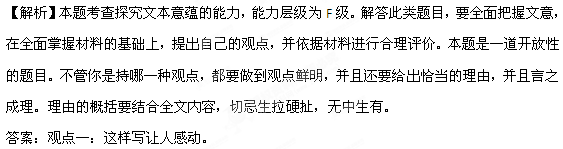 【解析】本题考查探究文本意蕴的能力，能力层级为 F 级。解答此类题目，要全面把握文意，
在全面掌握材料的基础上，提出自己的观点，并依据材料进行合理评价。本题是一道开放性
的题目。不管你是持哪一种观点，都要做到观点鲜明，并且还要给出恰当的理由，并且言之
成理。理由的概括要结合全文内容，切忌生拉硬扯，无中生有。
答案：观点一：这样写让人感动。